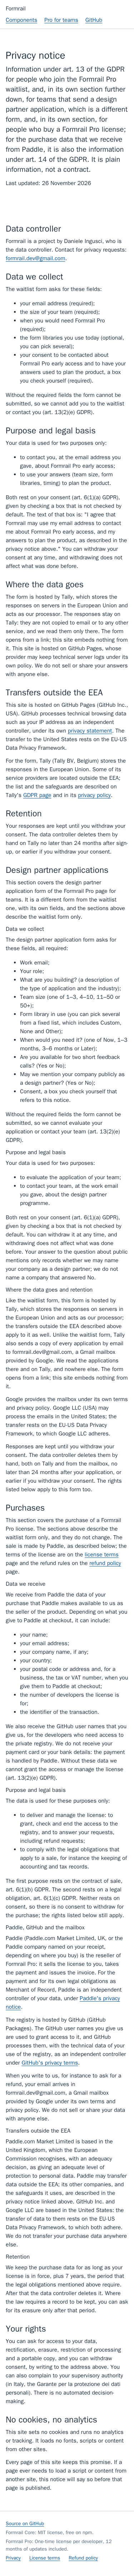 Formrail
Components Pro for teams GitHub
Privacy notice
Information under art. 13 of the GDPR
for people who join the Formrail Pro
waitlist, and, in its own section further
down, for teams that send a design
partner application, which is a different
form, and, in its own section, for
people who buy a Formrail Pro license;
for the purchase data that we receive
from Paddle, it is also the information
under art. 14 of the GDPR. It is plain
information, not a contract.
Last updated: 26 November 2026
Data controller
Formrail is a project by Daniele Ingucci, who is
the data controller. Contact for privacy requests:
formrail.dev@gmail.com.
Data we collect
The waitlist form asks for these fields:
your email address (required);
the size of your team (required);
when you would need Formrail Pro
(required);
the form libraries you use today (optional,
you can pick several);
your consent to be contacted about
Formrail Pro early access and to have your
answers used to plan the product, a box
you check yourself (required).
Without the required fields the form cannot be
submitted, so we cannot add you to the waitlist
or contact you (art. 13(2)(e) GDPR).
Purpose and legal basis
Your data is used for two purposes only:
to contact you, at the email address you
gave, about Formrail Pro early access;
to use your answers (team size, form
libraries, timing) to plan the product.
Both rest on your consent (art. 6(1)(a) GDPR),
given by checking a box that is not checked by
default. The text of that box is: "I agree that
Formrail may use my email address to contact
me about Formrail Pro early access, and my
answers to plan the product, as described in the
privacy notice above." You can withdraw your
consent at any time; withdrawing does not affect
what was done before.
Where the data goes
The form is hosted by Tally, which stores the
responses on servers in the European Union and
acts as our processor. The responses stay on
Tally: they are not copied to any spreadsheet or
service, and we read them only there. The form
opens from a link; this site embeds nothing from
it. This site is hosted on GitHub Pages, whose
provider may keep technical server logs under its
own policy. We do not sell or share your answers
with anyone else.
Transfers outside the EEA
This site is hosted on GitHub Pages (GitHub Inc.,
USA). GitHub processes technical browsing data
such as your IP address as an independent
controller, under its own privacy statement. The
transfer to the United States rests on the EU-US
Data Privacy Framework.
For the form, Tally (Tally BV, Belgium) stores the
responses in the European Union. Some of its
sub-processors may be based outside the EEA;
their list and the safeguards are described on
Tally's GDPR page and in its privacy policy.
Retention
Your responses are kept until you withdraw your
consent. The data controller deletes them by
hand on Tally no later than 24 months after sign-
up, or earlier if you withdraw your consent.
Design partner applications
This section covers the design partner
application form of the Formrail Pro page for
teams. It is a different form from the waitlist
one, with its own fields, and the sections above
describe the waitlist form only.
Data we collect
The design partner application form asks for
these fields, all required:
Work email;
Your role;
What are you building? (a description of
the type of application and the industry);
Team size (one of 1–3, 4–10, 11–50 or
50+);
Form library in use (you can pick several
from a fixed list, which includes Custom,
None and Other);
When would you need it? (one of Now, 1–3
months, 3–6 months or Later);
Are you available for two short feedback
calls? (Yes or No);
May we mention your company publicly as
a design partner? (Yes or No);
Consent, a box you check yourself that
refers to this notice.
Without the required fields the form cannot be
submitted, so we cannot evaluate your
application or contact your team (art. 13(2)(e)
GDPR).
Purpose and legal basis
Your data is used for two purposes:
to evaluate the application of your team;
to contact your team, at the work email
you gave, about the design partner
programme.
Both rest on your consent (art. 6(1)(a) GDPR),
given by checking a box that is not checked by
default. You can withdraw it at any time;
withdrawing does not affect what was done
before. Your answer to the question about public
mentions only records whether we may name
your company as a design partner; we do not
name a company that answered No.
Where the data goes and retention
Like the waitlist form, this form is hosted by
Tally, which stores the responses on servers in
the European Union and acts as our processor;
the transfers outside the EEA described above
apply to it as well. Unlike the waitlist form, Tally
also sends a copy of every application by email
to formrail.dev@gmail.com, a Gmail mailbox
provided by Google. We read the applications
there and on Tally, and nowhere else. The form
opens from a link; this site embeds nothing from
it.
Google provides the mailbox under its own terms
and privacy policy. Google LLC (USA) may
process the emails in the United States; the
transfer rests on the EU-US Data Privacy
Framework, to which Google LLC adheres.
Responses are kept until you withdraw your
consent. The data controller deletes them by
hand, both on Tally and from the mailbox, no
later than 24 months after your application, or
earlier if you withdraw your consent. The rights
listed below apply to this form too.
Purchases
This section covers the purchase of a Formrail
Pro license. The sections above describe the
waitlist form only, and they do not change. The
sale is made by Paddle, as described below; the
terms of the license are on the license terms
page and the refund rules on the refund policy
page.
Data we receive
We receive from Paddle the data of your
purchase that Paddle makes available to us as
the seller of the product. Depending on what you
give to Paddle at checkout, it can include:
your name;
your email address;
your company name, if any;
your country;
your postal code or address and, for a
business, the tax or VAT number, when you
give them to Paddle at checkout;
the number of developers the license is
for;
the identifier of the transaction.
We also receive the GitHub user names that you
give us, for the developers who need access to
the private registry. We do not receive your
payment card or your bank details: the payment
is handled by Paddle. Without these data we
cannot grant the access or manage the license
(art. 13(2)(e) GDPR).
Purpose and legal basis
The data is used for these purposes only:
to deliver and manage the license: to
grant, check and end the access to the
registry, and to answer your requests,
including refund requests;
to comply with the legal obligations that
apply to a sale, for instance the keeping of
accounting and tax records.
The first purpose rests on the contract of sale,
art. 6(1)(b) GDPR. The second rests on a legal
obligation, art. 6(1)(c) GDPR. Neither rests on
consent, so there is no consent to withdraw for
the purchase; the rights listed below still apply.
Paddle, GitHub and the mailbox
Paddle (Paddle.com Market Limited, UK, or the
Paddle company named on your receipt,
depending on where you buy) is the reseller of
Formrail Pro: it sells the license to you, takes
the payment and issues the invoice. For the
payment and the invoice, Paddle is the
Merchant of Record, and is an independent
controller of your data, under Paddle's privacy
notice.
The registry is hosted by GitHub (GitHub
Packages). The GitHub user names you give us
are used to grant access to it, and GitHub
processes the technical data of your use of the
registry, as an independent controller
under GitHub's privacy terms.
When you write to us, for instance to ask for a
refund, your email arrives in
formrail.dev@gmail.com, a Gmail mailbox
provided by Google under its own terms and
privacy policy. We do not sell or share your data
with anyone else.
Transfers outside the EEA
Paddle.com Market Limited is based in the
United Kingdom, which the European
Commission recognises, with an adequacy
decision, as giving an adequate level of
protection to personal data. Paddle may transfer
data outside the EEA; its other companies, and
the safeguards it uses, are described in the
privacy notice linked above. GitHub Inc. and
Google LLC are based in the United States; the
transfer of data to them rests on the EU-US
Data Privacy Framework, to which both adhere.
We do not transfer your purchase data anywhere
else.
Retention
We keep the purchase data for as long as your
license is in force, plus 7 years, the period that
the legal obligations mentioned above require.
After that the data controller deletes it. Where
the law requires a record to be kept, you can ask
for its erasure only after that period.
Your rights
You can ask for access to your data,
rectification, erasure, restriction of processing
and a portable copy, and you can withdraw
consent, by writing to the address above. You
can also complain to your supervisory authority
(in Italy, the Garante per la protezione dei dati
personali). There is no automated decision
making.
No cookies, no analytics
This site sets no cookies and runs no analytics
or tracking. It loads no fonts, scripts or content
from other sites.
Every page of this site keeps this promise. If a
page ever needs to load a script or content from
another site, this notice will say so before that
page is published.
Source on GitHub
Formrail Core: MIT license, free on npm.
Formrail Pro: One-time license per developer, 12
months of updates included.
Privacy License terms Refund policy